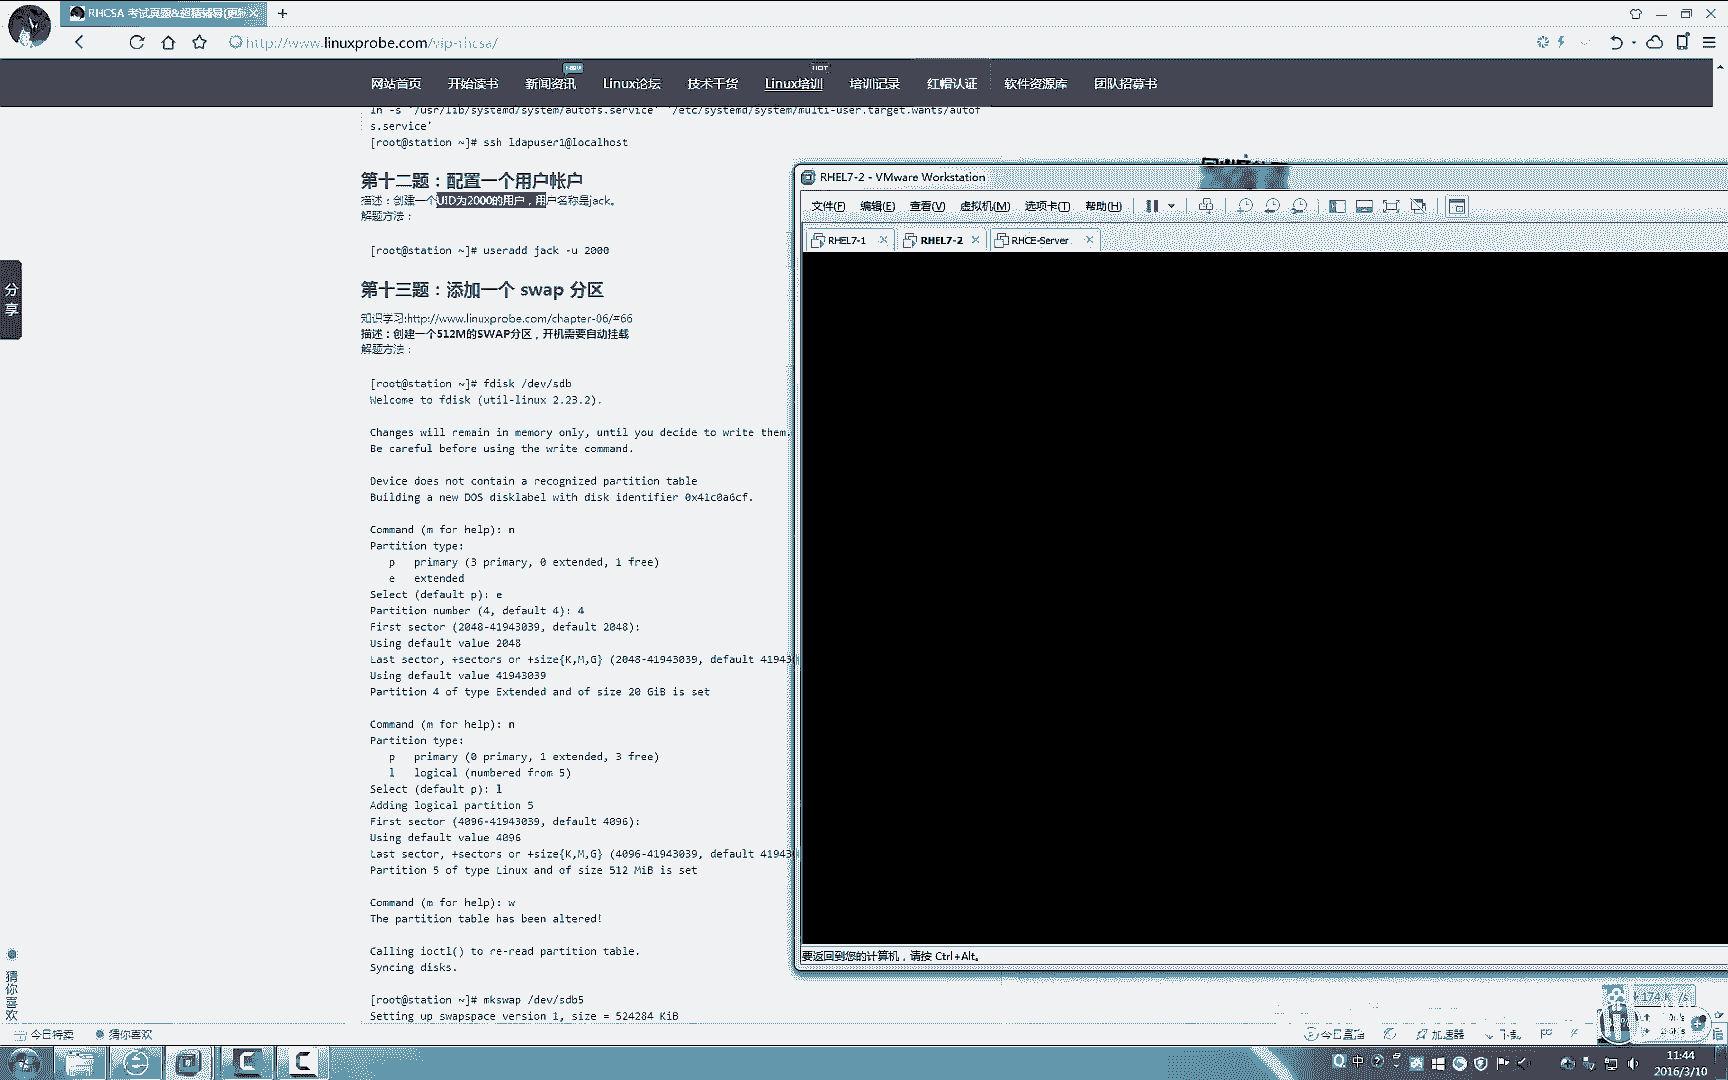 RHCSA 考试真题&超精辅导(更新
http://www.linuxprobe.com/vip-rhcsa/
网站首页 开始读书 新闻资讯 Linux论坛 技术干货 Linux培训 培训记录 红帽认证 软件资源库 团队招募书
NEW
HOT
ln -s '/usr/lib/systemd/system/autofs.service' '/etc/systemd/system/multi-user.target.wants/autof
s.service'
[root@station ~]# ssh ldapuser1@localhost
第十二题：配置一个用户帐户
描述：创建一个UID为2000的用户，用户名称是jack。
解题方法：
[root@station ~]# useradd jack -u 2000
第十三题：添加一个 swap 分区
知识学习:http://www.linuxprobe.com/chapter-06/#66
描述：创建一个512M的SWAP分区，开机需要自动挂载
解题方法：
[root@station ~]# fdisk /dev/sdb
Welcome to fdisk (util-linux 2.23.2).
Changes will remain in memory only, until you decide to write them.
Be careful before using the write command.
Device does not contain a recognized partition table
Building a new DOS disklabel with disk identifier 0x41c0a6cf.
Command (m for help): n
Partition type:
p primary (3 primary, 0 extended, 1 free)
e extended
Select (default p): e
Partition number (4, default 4): 4
First sector (2048-41943039, default 2048):
Using default value 2048
Last sector, +sectors or +size{K,M,G} (2048-41943039, default 41943
Using default value 41943039
Partition 4 of type Extended and of size 20 GiB is set
Command (m for help): n
Partition type:
p primary (0 primary, 1 extended, 3 free)
l logical (numbered from 5)
Select (default p): l
Adding logical partition 5
First sector (4096-41943039, default 4096):
Using default value 4096
Last sector, +sectors or +size{K,M,G} (4096-41943039, default 41943
Partition 5 of type Linux and of size 512 MiB is set
Command (m for help): w
The partition table has been altered!
Calling ioctl() to re-read partition table.
Syncing disks.
[root@station ~]# mkswap /dev/sdb5
Setting up swapspace version 1, size = 524284 KiB
分享
猜你喜欢
RHEL7-2 - VMware Workstation
文件(F) 编辑(E) 查看(V) 虚拟机(M) 选项卡(T) 帮助(H)
RHEL7-1 RHEL7-2 RHCE-Server
要返回到您的计算机，请按 Ctrl+Alt。
今日特卖 猜你喜欢
今日直播 加速器
11:44
2016/3/10